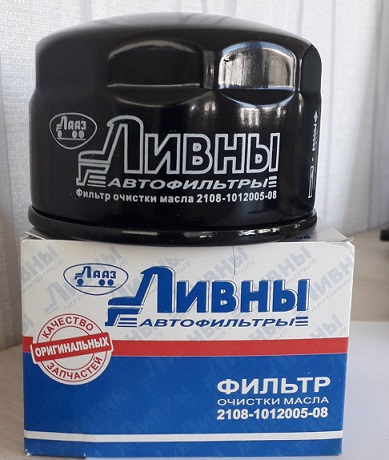 ЛААЗ
ЛИВНЫ
АВТОФИЛЬТРЫ
Фильтр очистки масла 2108-1012005-08
ЛААЗ
ЛИВНЫ
АВТОФИЛЬТРЫ
КАЧЕСТВО
ОРИГИНАЛЬНЫХ
ЗАПЧАСТЕЙ
ФИЛЬТР
ОЧИСТКИ МАСЛА
2108-1012005-08